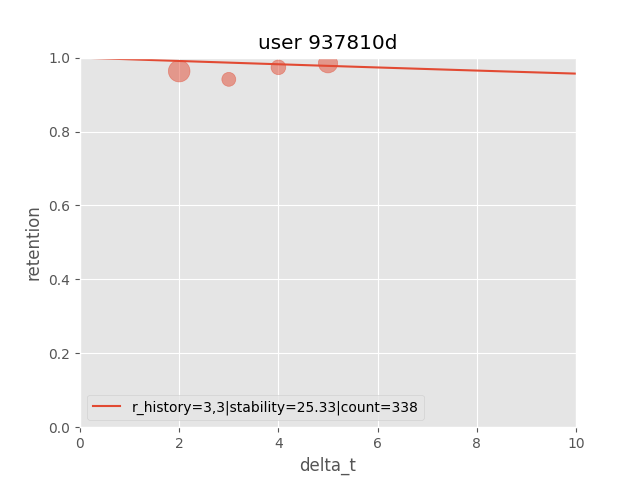 user 937810d
1.0
0.8
0.6
0.4
0.2
0.0
retention
r_history=3,3|stability=25.33|count=338
0 2 4 6 8 10
delta_t